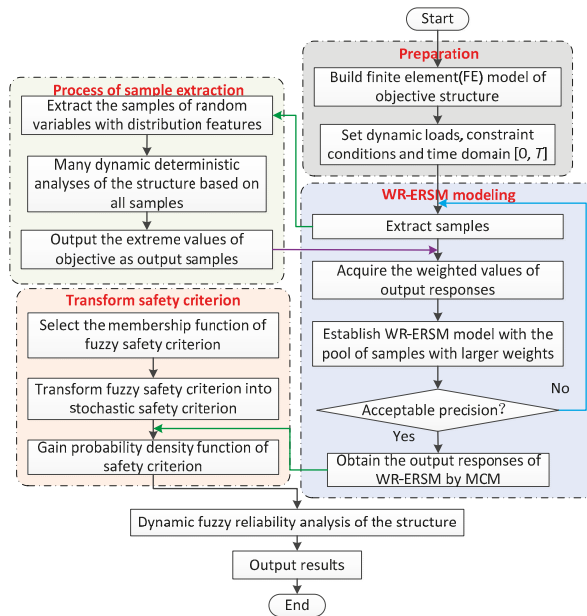 Start
Preparation
Build finite element(FE) model of
objective structure
Set dynamic loads, constraint
conditions and time domain [0, T]
Process of sample extraction
Extract the samples of random
variables with distribution features
Many dynamic deterministic
analyses of the structure based on
all samples
Output the extreme values of
objective as output samples
WR-ERSM modeling
Extract samples
Acquire the weighted values of
output responses
Establish WR-ERSM model with the
pool of samples with larger weights
No
Acceptable precision?
Yes
Obtain the output responses of
WR-ERSM by MCM
Transform safety criterion
Select the membership function of
fuzzy safety criterion
Transform fuzzy safety criterion into
stochastic safety criterion
Gain probability density function of
safety criterion
Dynamic fuzzy reliability analysis of the structure
Output results
End